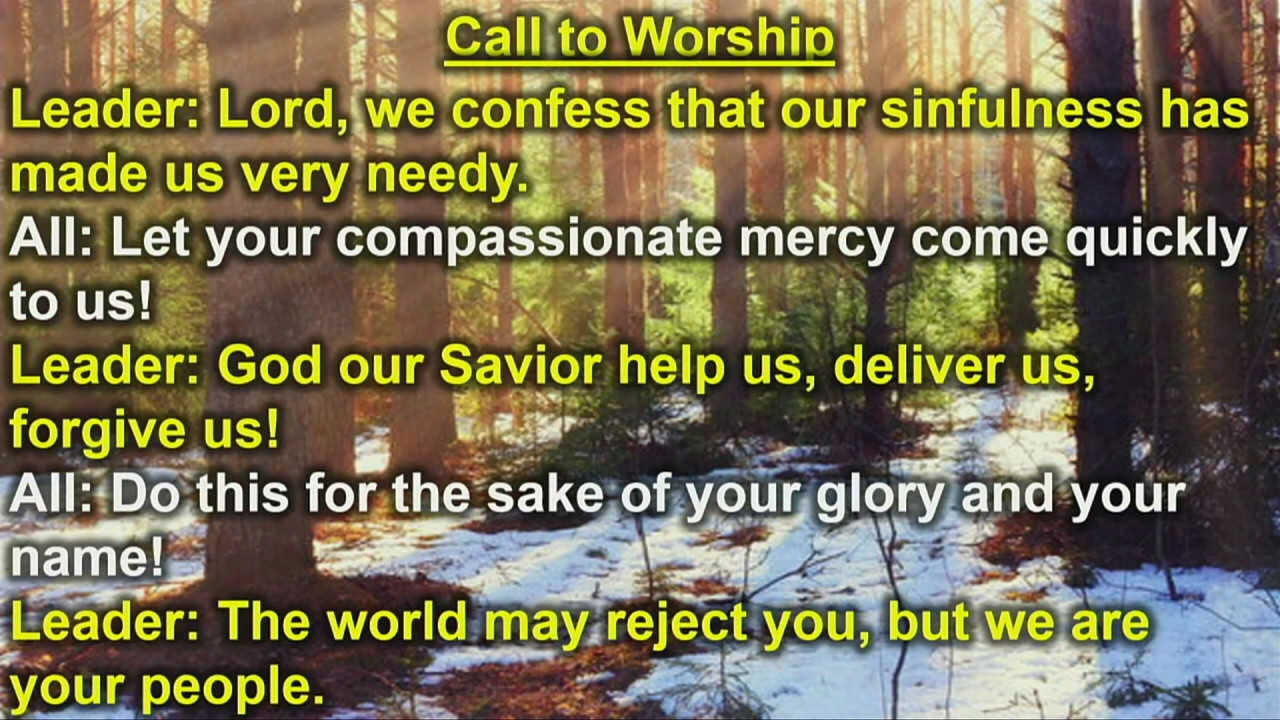 Call to Worship
Leader: Lord, we confess that our sinfulness has
made us very needy.
All: Let your compassionate mercy come quickly
to us!
Leader: God our Savior help us, deliver us,
forgive us!
All: Do this for the sake of your glory and your
name!
Leader: The world may reject you, but we are
your people.